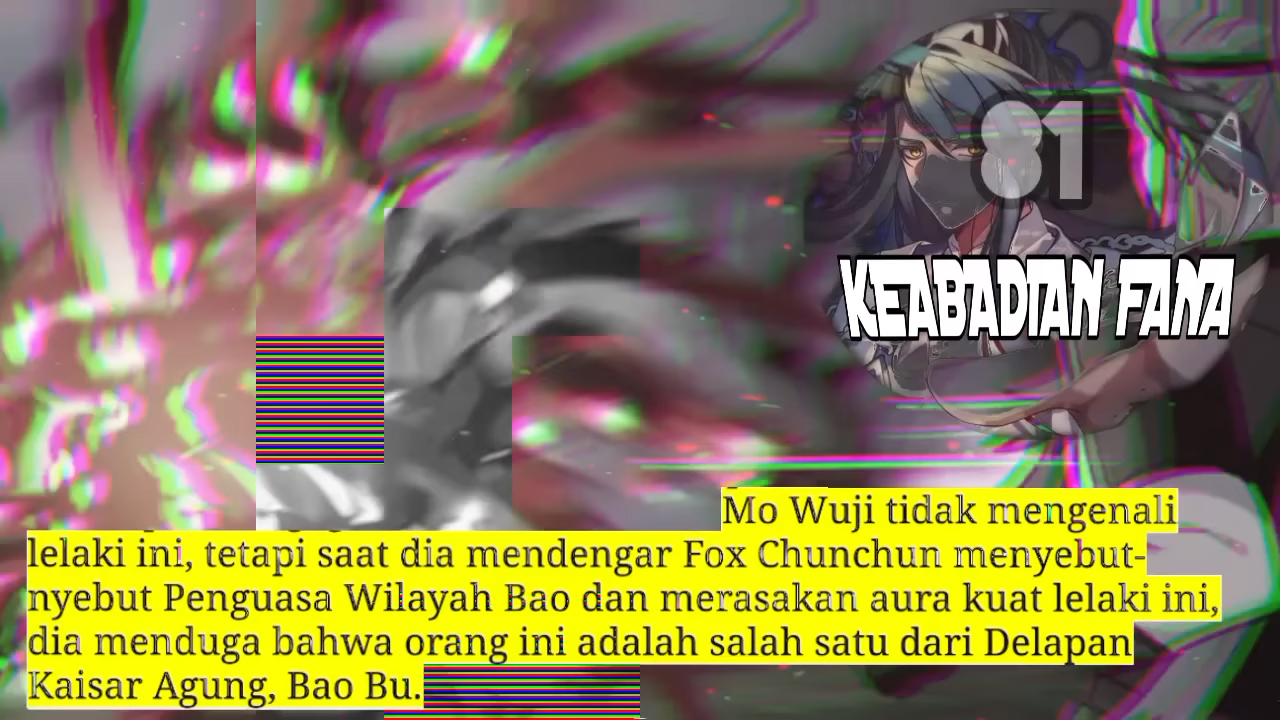 81
KEABADIAN FANA
Mo Wuji tidak mengenali
lelaki ini, tetapi saat dia mendengar Fox Chunchun menyebut-
nyebut Penguasa Wilayah Bao dan merasakan aura kuat lelaki ini,
dia menduga bahwa orang ini adalah salah satu dari Delapan
Kaisar Agung, Bao Bu.